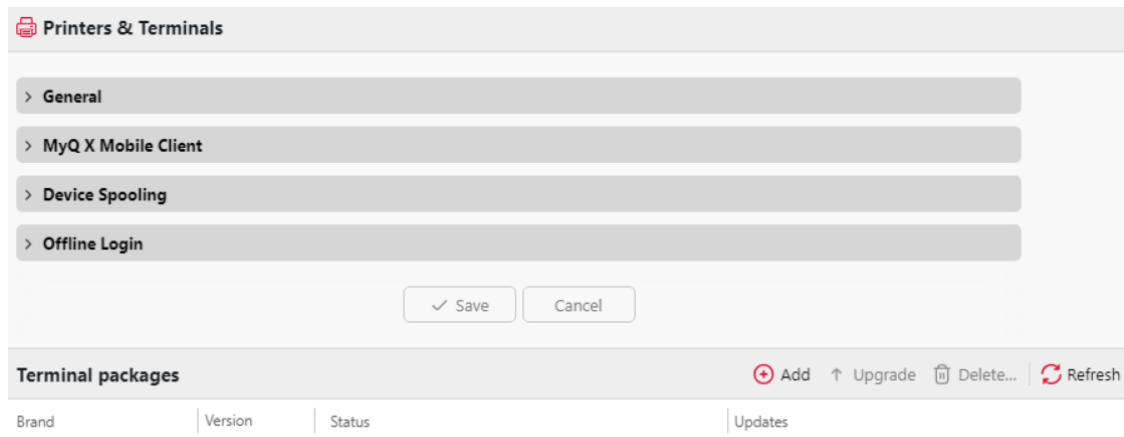 Printers & Terminals
General
MyQ X Mobile Client
Device Spooling
Offline Login
Save Cancel
Terminal packages Add Upgrade Delete... Refresh
Brand Version Status Updates